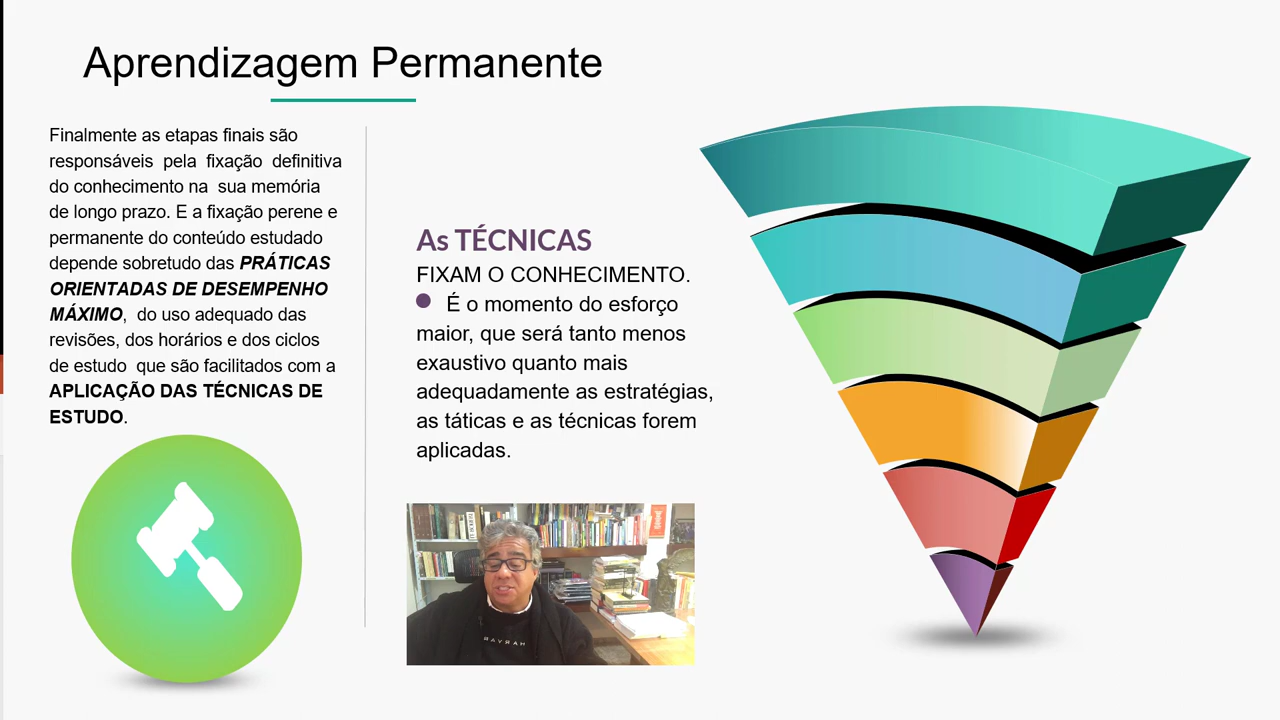 Aprendizagem Permanente
Finalmente as etapas finais são
responsáveis pela fixação definitiva
do conhecimento na sua memória
de longo prazo. E a fixação perene e
permanente do conteúdo estudado
depende sobretudo das PRÁTICAS
ORIENTADAS DE DESEMPENHO
MÁXIMO, do uso adequado das
revisões, dos horários e dos ciclos
de estudo que são facilitados com a
APLICAÇÃO DAS TÉCNICAS DE
ESTUDO.
As TÉCNICAS
FIXAM O CONHECIMENTO.
É o momento do esforço
maior, que será tanto menos
exaustivo quanto mais
adequadamente as estratégias,
as táticas e as técnicas forem
aplicadas.